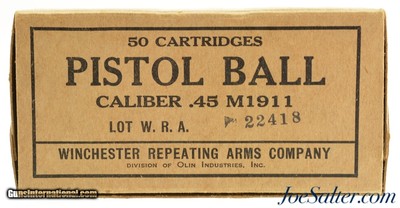 50 CARTRIDGES
PISTOL BALL
CALIBER .45 M1911
LOT W. R. A. 22418
WINCHESTER REPEATING ARMS COMPANY
DIVISION OF OLIN INDUSTRIES, INC.
GunsInternational.com
JoeSalter.com